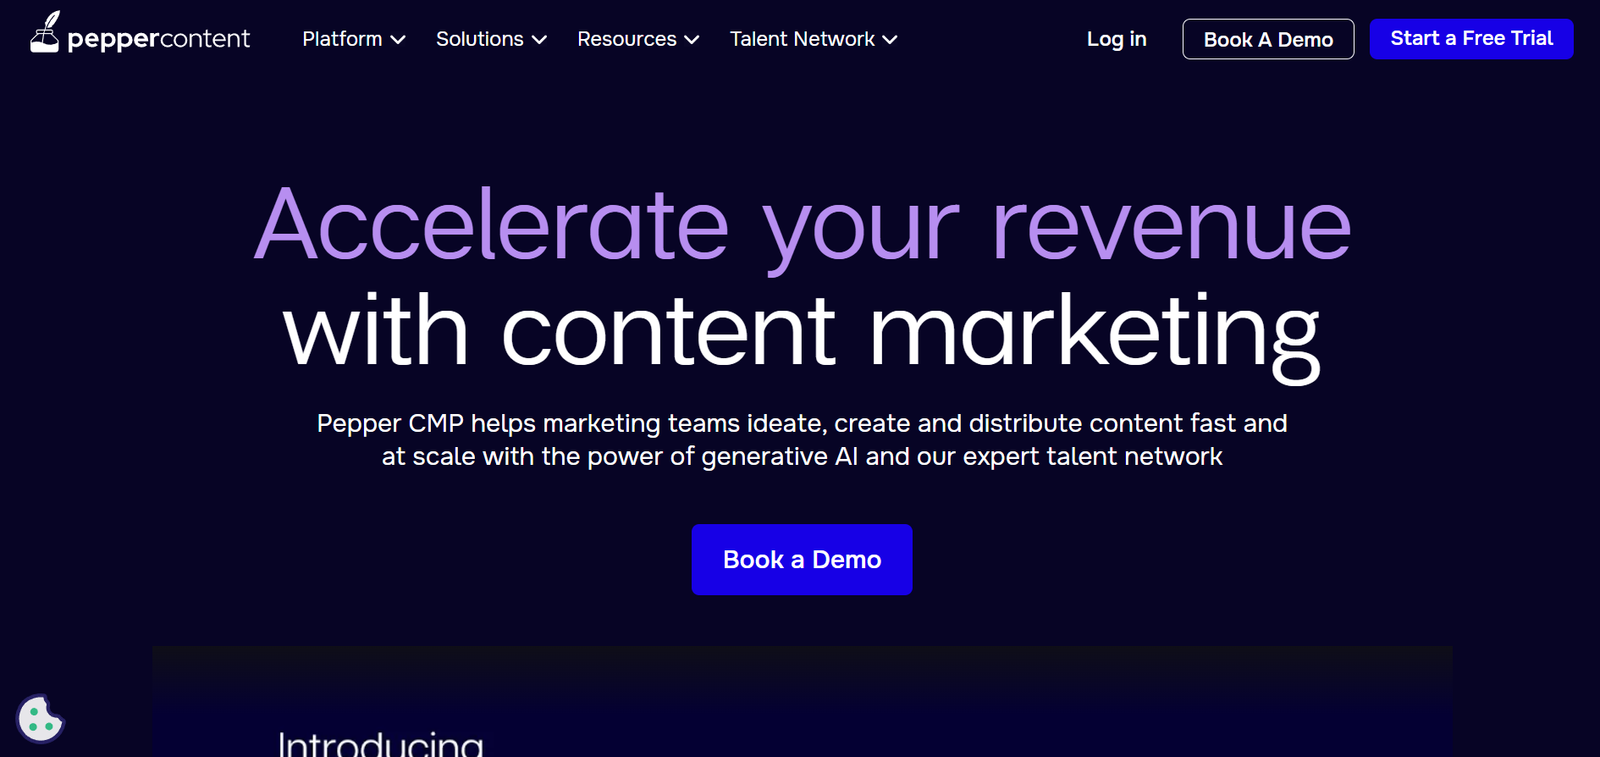 peppercontent
Platform
Solutions
Resources
Talent Network
Log in
Book A Demo
Start a Free Trial
Accelerate your revenue
with content marketing
Pepper CMP helps marketing teams ideate, create and distribute content fast and
at scale with the power of generative AI and our expert talent network
Book a Demo
Introducing